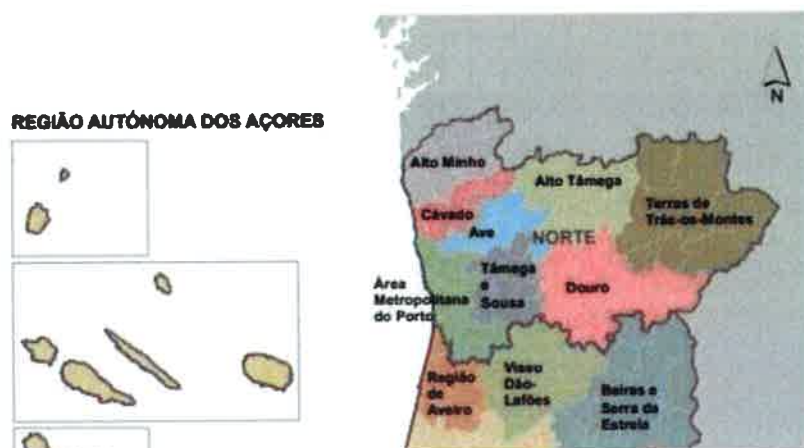 REGIÃO AUTÓNOMA DOS AÇORES
N
Alto Minho
Alto Tâmega
Terras de
Trás-os-Montes
Cávado
Ave
NORTE
Tâmega
e
Sousa
Douro
Área
Metropolitana
do Porto
Região
de
Aveiro
Viseu
Dão-
Lafões
Beiras e
Serra da
Estrela